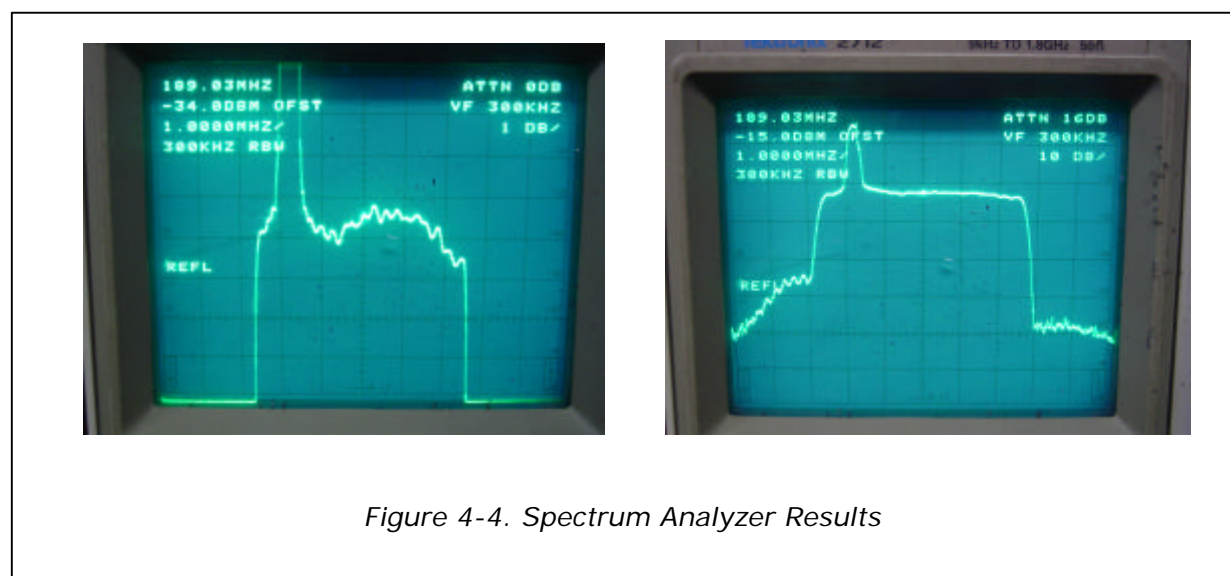 189.03MHZ
-34.0DBM OFST
1.0000MHZ/
300KHZ RBW
ATTN 0DB
VF 300KHZ
1 DB/
REFL
2712
9kHz TO 1.8GHz 50Ω
189.03MHZ
-15.0DBM OFST
1.0000MHZ/
300KHZ RBW
ATTN 16DB
VF 300KHZ
10 DB/
REFL
Figure 4-4. Spectrum Analyzer Results